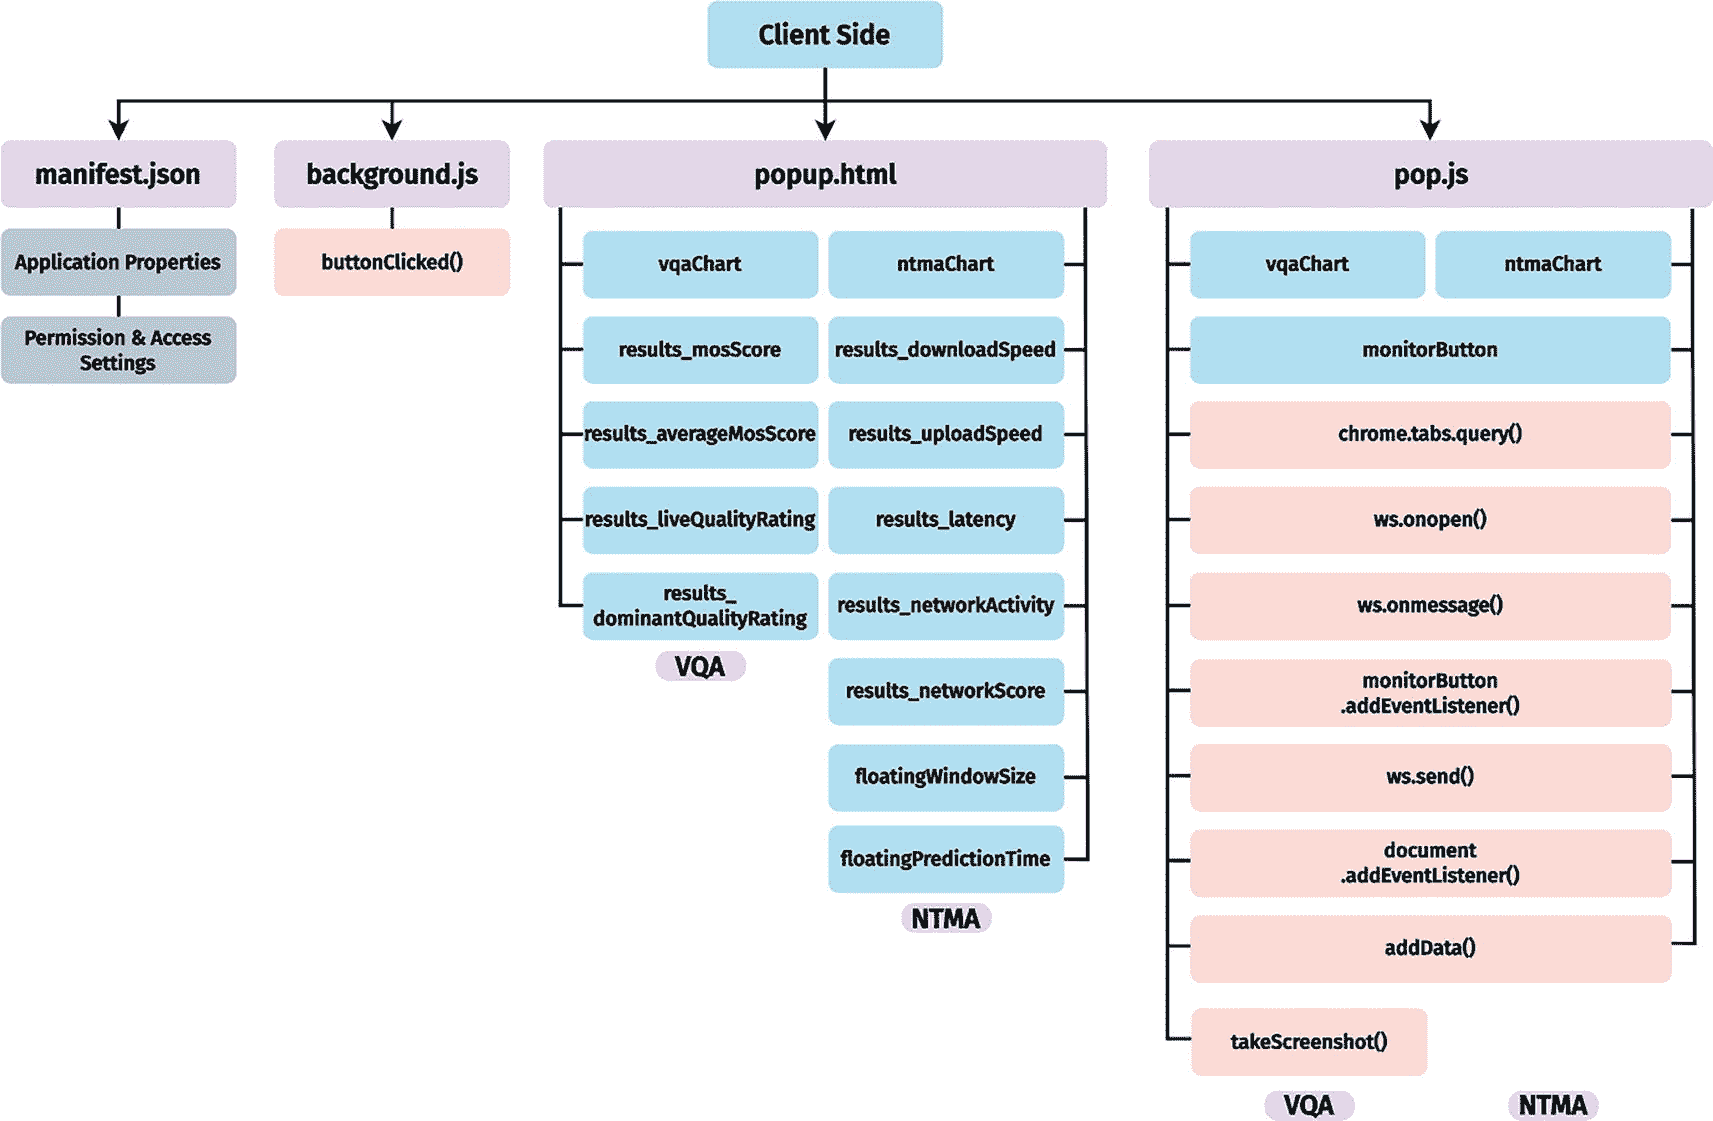 Client Side
manifest.json
background.js
popup.html
pop.js
Application Properties
Permission & Access
Settings
buttonClicked()
vqaChart
results_mosScore
results_averageMosScore
results_liveQualityRating
results_
dominantQualityRating
VQA
ntmaChart
results_downloadSpeed
results_uploadSpeed
results_latency
results_networkActivity
results_networkScore
floatingWindowSize
floatingPredictionTime
NTMA
vqaChart
ntmaChart
monitorButton
chrome.tabs.query()
ws.onopen()
ws.onmessage()
monitorButton
.addEventListener()
ws.send()
document
.addEventListener()
addData()
takeScreenshot()
VQA
NTMA